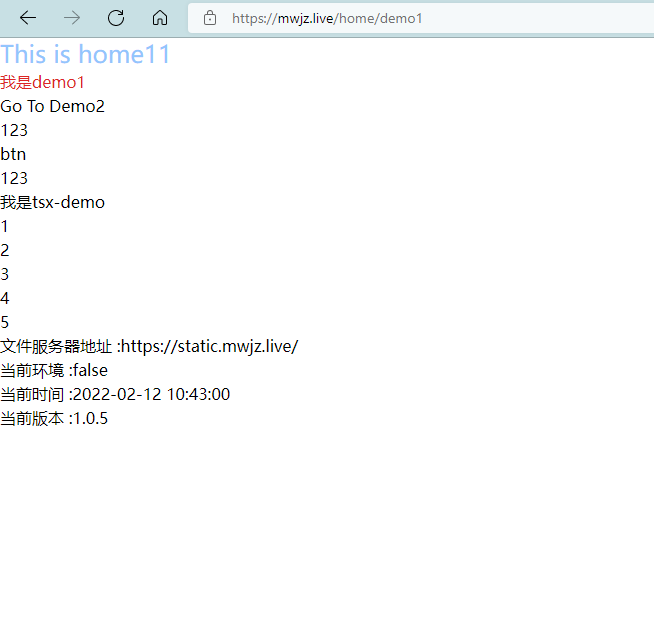 https://mwjz.live/home/demo1
This is home11
我是demo1
Go To Demo2
123
btn
123
我是tsx-demo
1
2
3
4
5
文件服务器地址 :https://static.mwjz.live/
当前环境 :false
当前时间 :2022-02-12 10:43:00
当前版本 :1.0.5